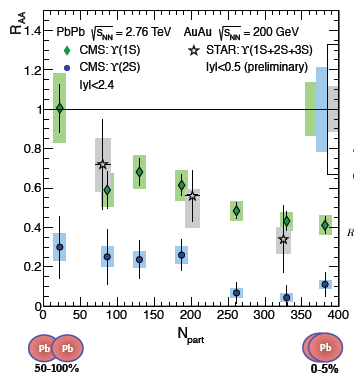 R_AA
1.4
1.2
1
0.8
0.6
0.4
0.2
0
PbPb √s_NN = 2.76 TeV AuAu √s_NN = 200 GeV
CMS: ϒ(1S) STAR: ϒ(1S+2S+3S)
CMS: ϒ(2S) |y|<0.5 (preliminary)
|y|<2.4
R
0 50 100 150 200 250 300 350 400
N_part
Pb Pb
Pb
50-100% 0-5%